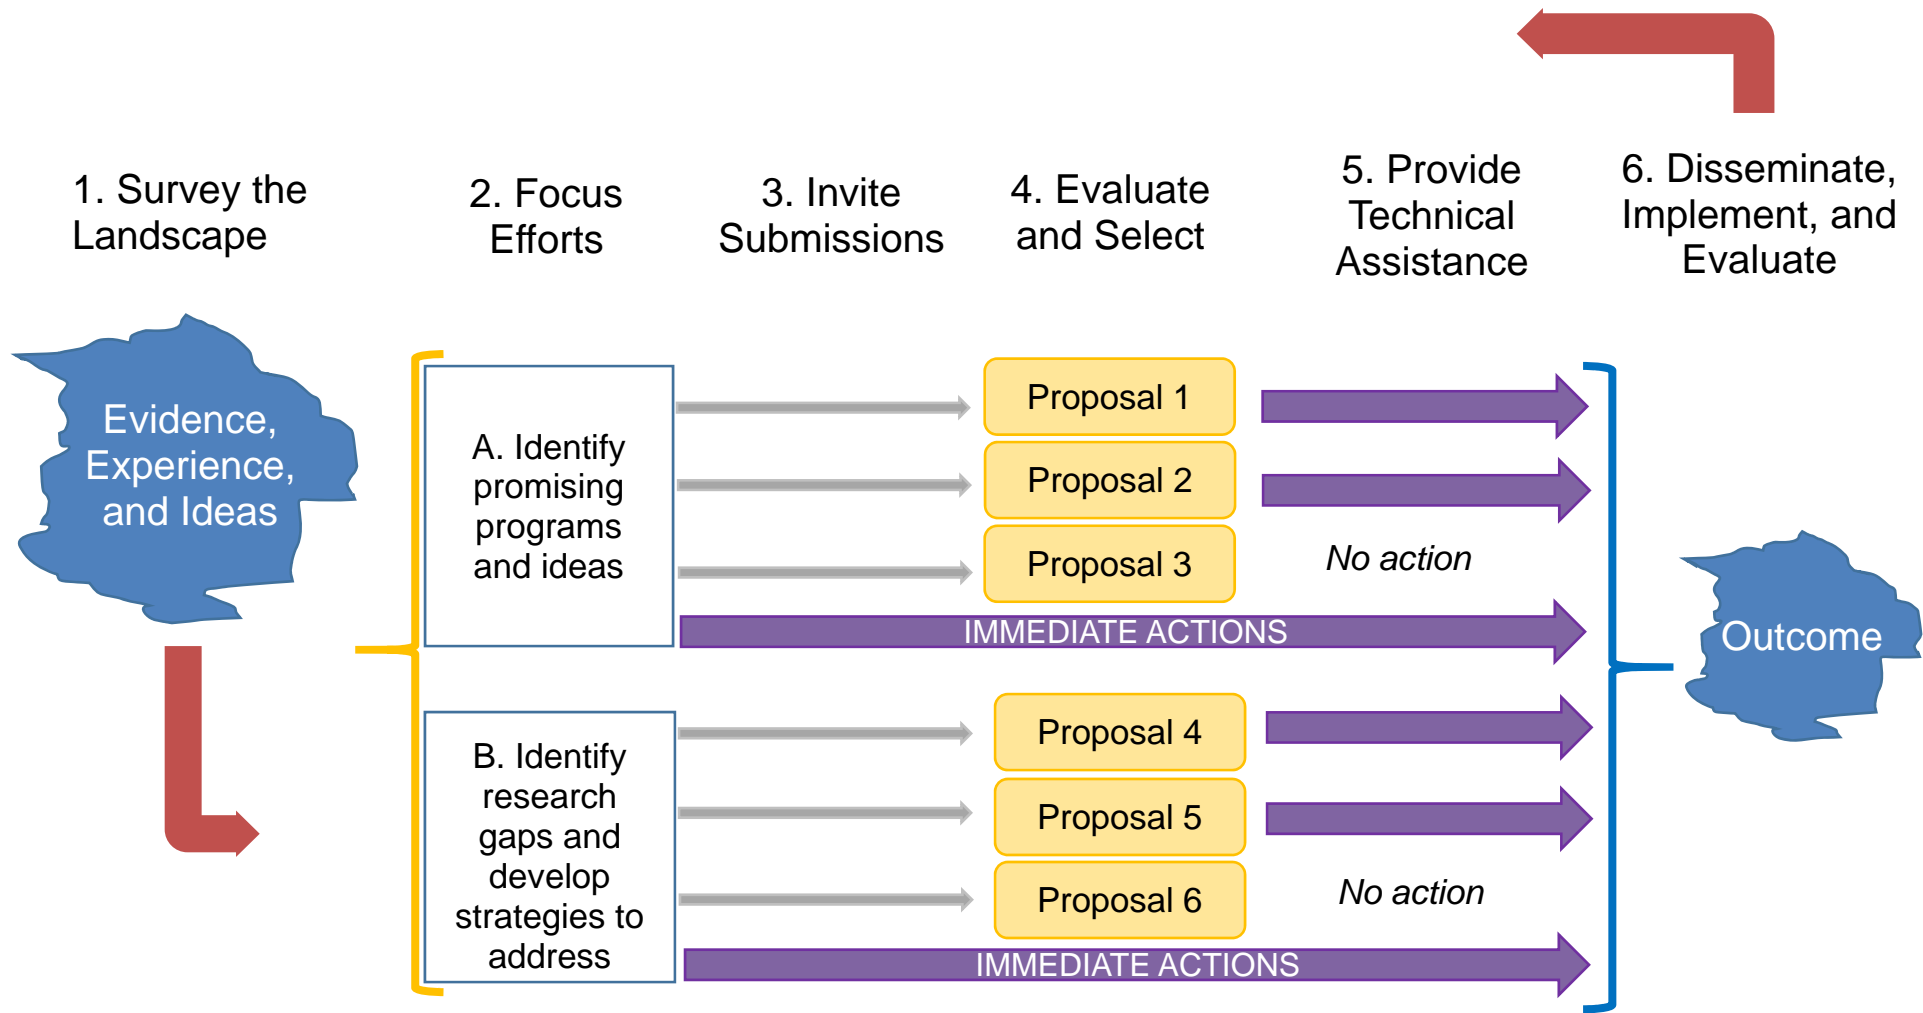 1. Survey the
Landscape
2. Focus
Efforts
3. Invite
Submissions
4. Evaluate
and Select
5. Provide
Technical
Assistance
6. Disseminate,
Implement, and
Evaluate
Evidence,
Experience,
and Ideas
A. Identify
promising
programs
and ideas
Proposal 1
Proposal 2
Proposal 3
No action
IMMEDIATE ACTIONS
B. Identify
research
gaps and
develop
strategies to
address
Proposal 4
Proposal 5
Proposal 6
No action
IMMEDIATE ACTIONS
Outcome